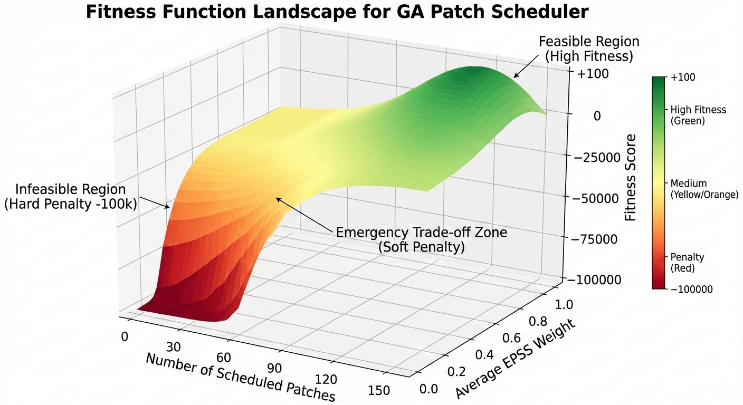 Fitness Function Landscape for GA Patch Scheduler
Feasible Region
(High Fitness)
+100
0
−25000
−50000
−75000
−100000
Fitness Score
+100
High Fitness
(Green)
Medium
(Yellow/Orange)
Penalty
(Red)
−100000
Infeasible Region
(Hard Penalty -100k)
Emergency Trade-off Zone
(Soft Penalty)
0
30
60
90
120
150
Number of Scheduled Patches
0.0
0.2
0.4
0.6
0.8
1.0
Average EPSS Weight